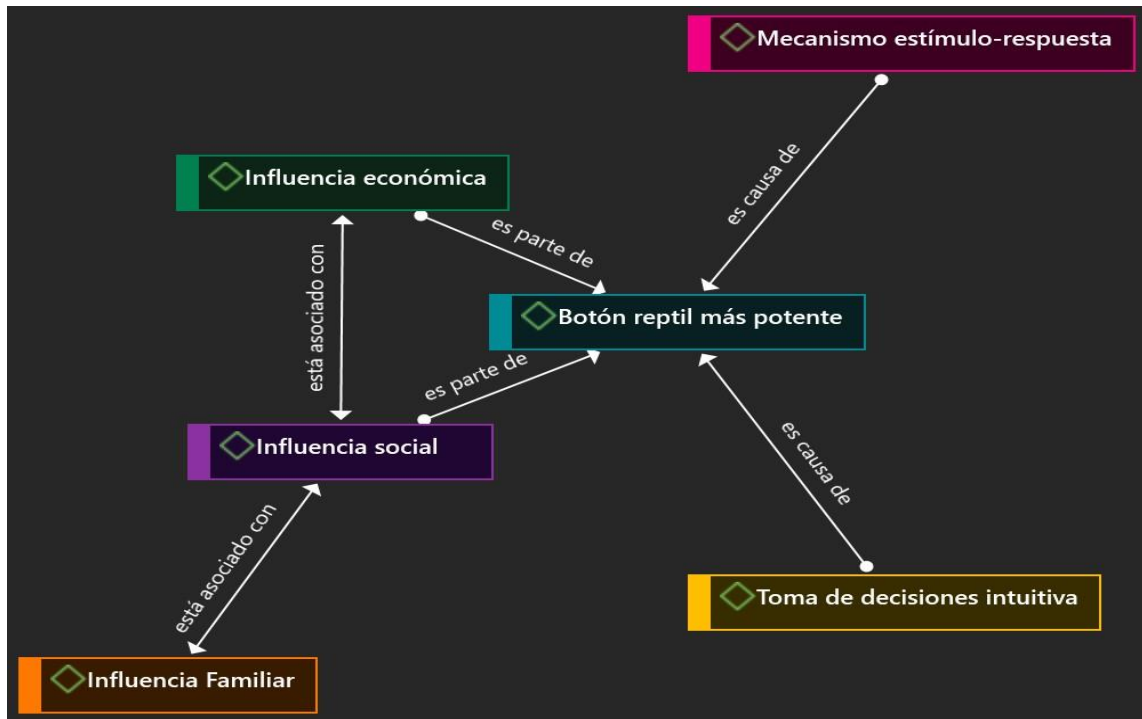 Mecanismo estímulo-respuesta
es causa de
Influencia económica
es parte de
está asociado con
Botón reptil más potente
es parte de
Influencia social
es causa de
está asociado con
Toma de decisiones intuitiva
Influencia Familiar